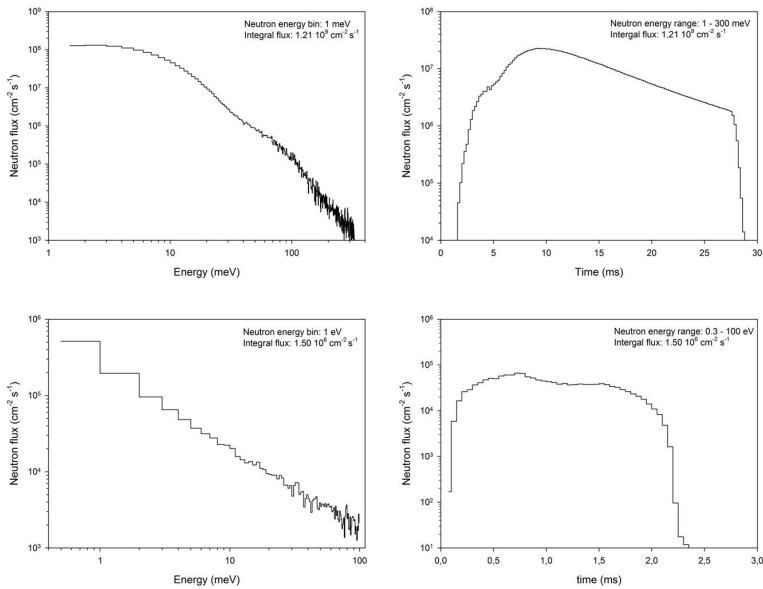 Neutron energy bin: 1 meV
Integral flux: 1.21 10⁹ cm⁻² s⁻¹
Neutron flux (cm⁻² s⁻¹)
10⁹
10⁸
10⁷
10⁶
10⁵
10⁴
10³
1 10 100
Energy (meV)
Neutron energy range: 1 - 300 meV
Intergal flux: 1.21 10⁹ cm⁻² s⁻¹
Neutron flux (cm⁻² s⁻¹)
10⁸
10⁷
10⁶
10⁵
10⁴
0 5 10 15 20 25 30
Time (ms)
Neutron energy bin: 1 eV
Integral flux: 1.50 10⁶ cm⁻² s⁻¹
Neutron flux (cm⁻² s⁻¹)
10⁶
10⁵
10⁴
10³
1 10 100
Energy (meV)
Neutron energy range: 0.3 - 100 eV
Intergal flux: 1.50 10⁶ cm⁻² s⁻¹
Neutron flux (cm⁻² s⁻¹)
10⁶
10⁵
10⁴
10³
10²
10¹
0,0 0,5 1,0 1,5 2,0 2,5 3,0
time (ms)